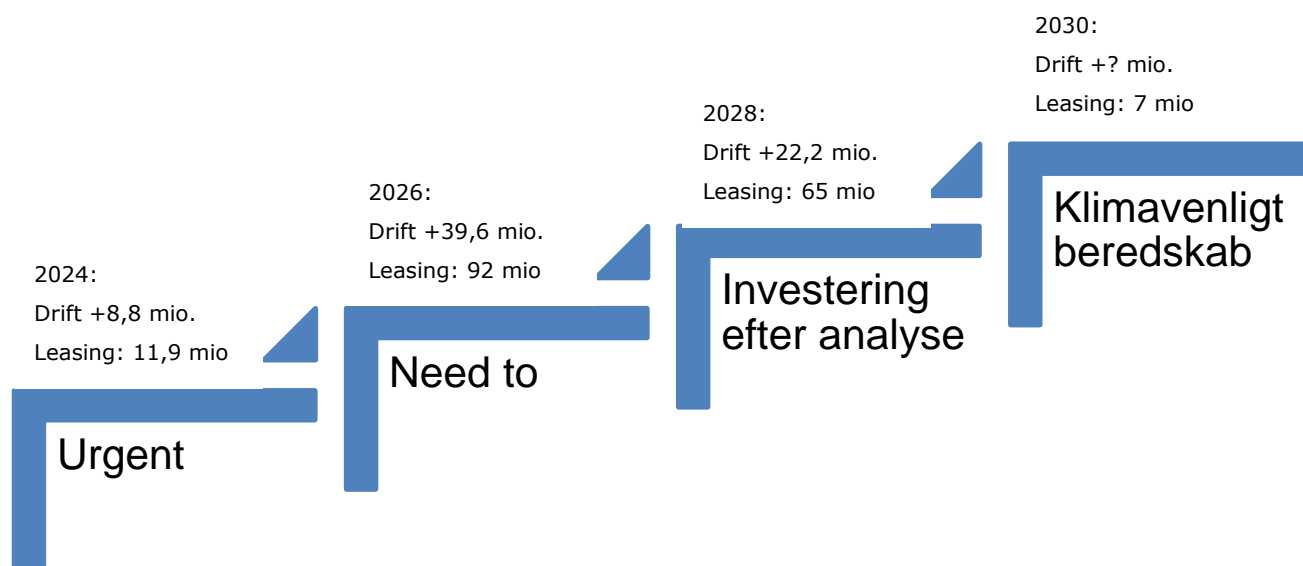 2024:
Drift +8,8 mio.
Leasing: 11,9 mio
Urgent
2026:
Drift +39,6 mio.
Leasing: 92 mio
Need to
2028:
Drift +22,2 mio.
Leasing: 65 mio
Investering
efter analyse
2030:
Drift +? mio.
Leasing: 7 mio
Klimavenligt
beredskab